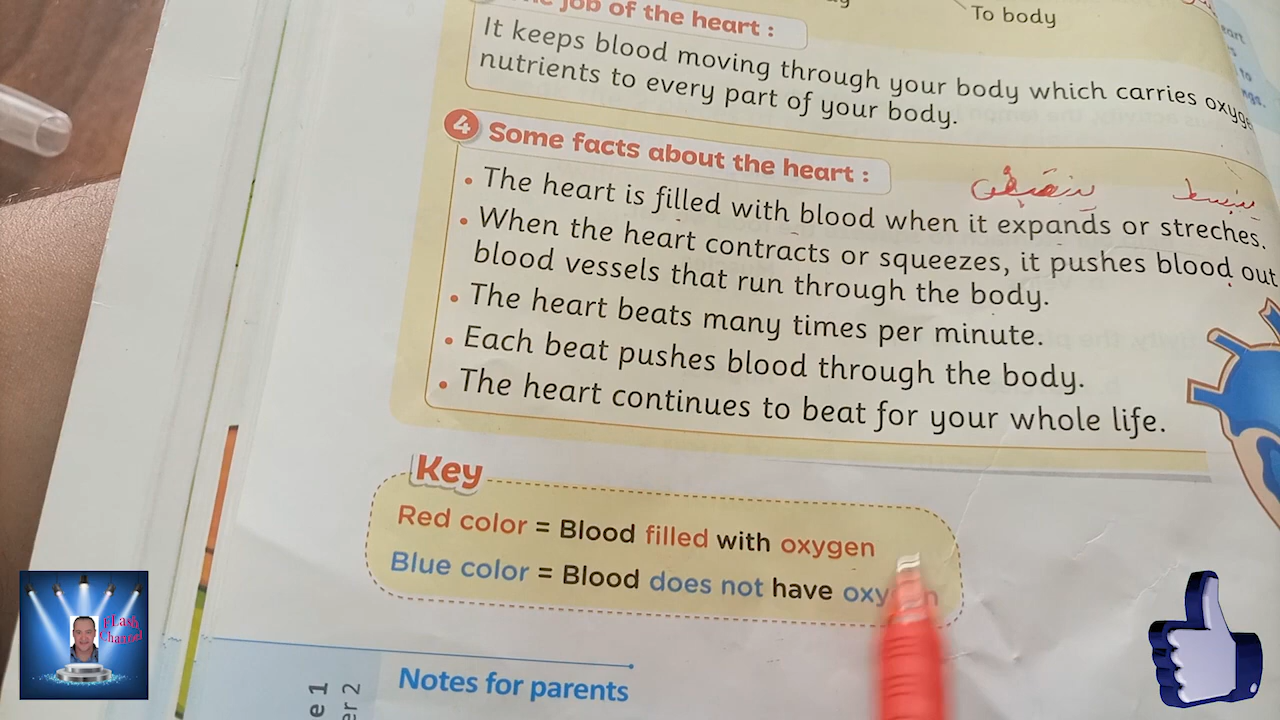 To body
job of the heart :
It keeps blood moving through your body which carries
nutrients to every part of your body.
4 Some facts about the heart :
ينبسط
• The heart is filled with blood when it expands or streches.
• When the heart contracts or squeezes, it pushes blood out
blood vessels that run through the body.
• The heart beats many times per minute.
• Each beat pushes blood through the body.
• The heart continues to beat for your whole life.
Key
Red color = Blood filled with oxygen
Blue color = Blood does not have
Notes for parents
fLash
Channel